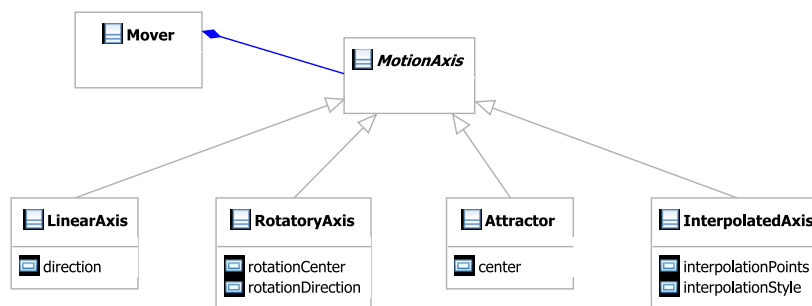 Mover
MotionAxis
LinearAxis
direction
RotatoryAxis
rotationCenter
rotationDirection
Attractor
center
InterpolatedAxis
interpolationPoints
interpolationStyle